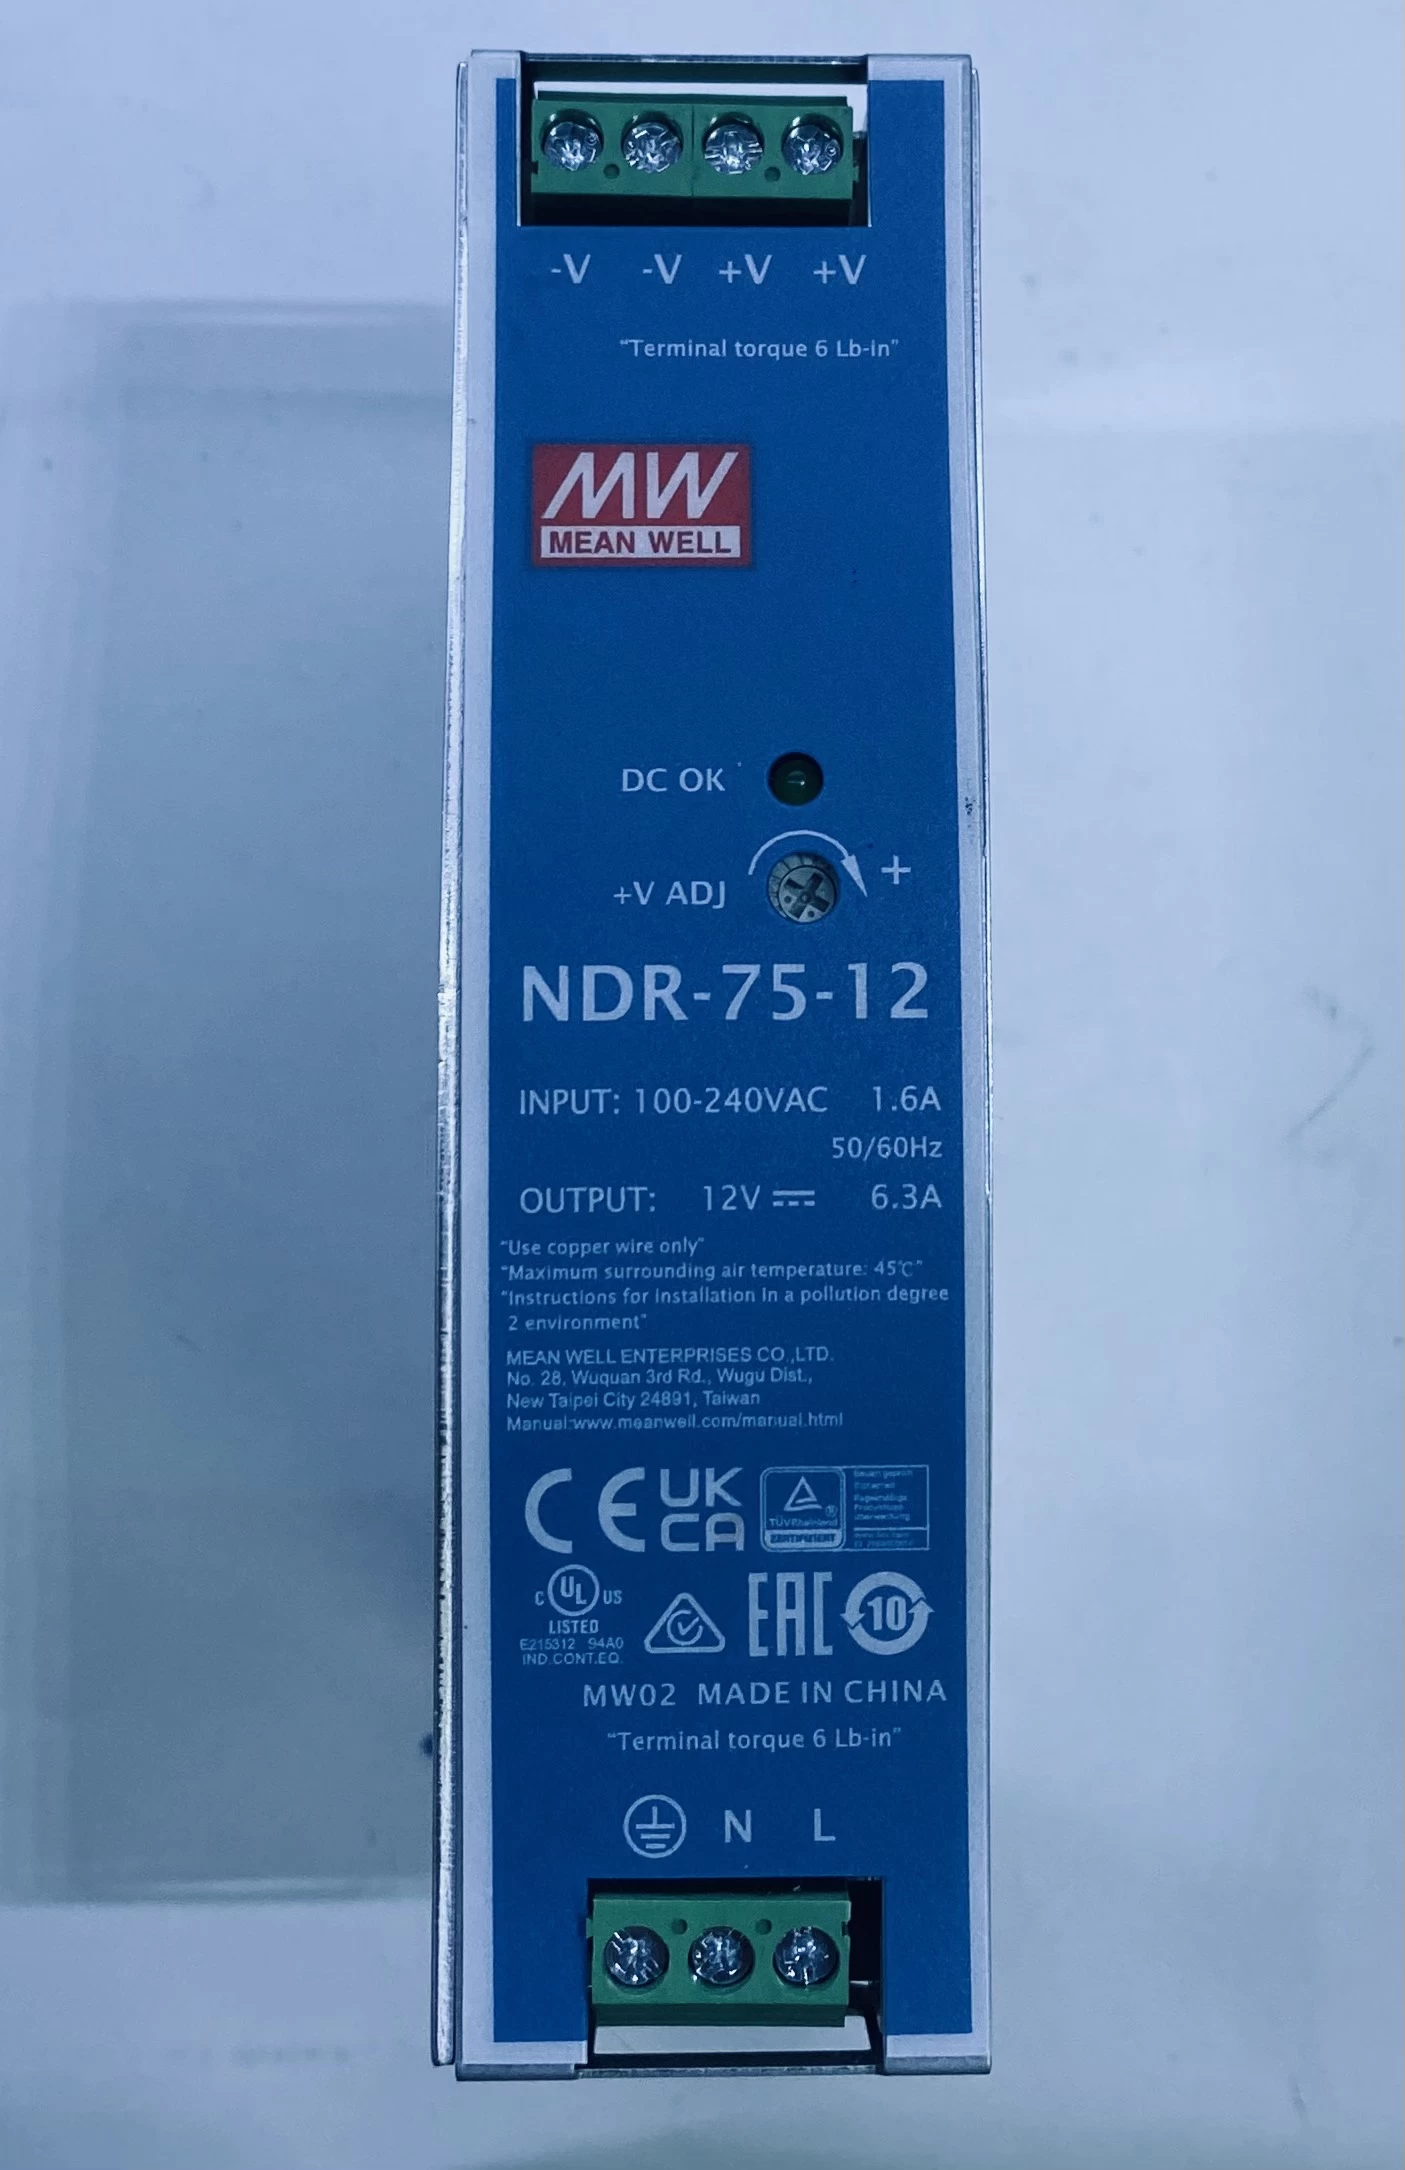 -V -V +V +V
"Terminal torque 6 Lb-in"
MW
MEAN WELL
DC OK
+V ADJ +
NDR-75-12
INPUT: 100-240VAC 1.6A
50/60Hz
OUTPUT: 12V 6.3A
"Use copper wire only"
"Maximum surrounding air temperature: 45℃"
"Instructions for installation in a pollution degree
2 environment"
MEAN WELL ENTERPRISES CO.,LTD.
No. 28, Wuquan 3rd Rd., Wugu Dist.,
New Taipei City 24891, Taiwan
Manual:www.meanwell.com/manual.html
CE UK
CA
TÜVRheinland
ZERTIFIZIERT
C UL US
LISTED
E215312 94A0
IND.CONT.EQ.
EAC 10
MW02 MADE IN CHINA
"Terminal torque 6 Lb-in"
N L